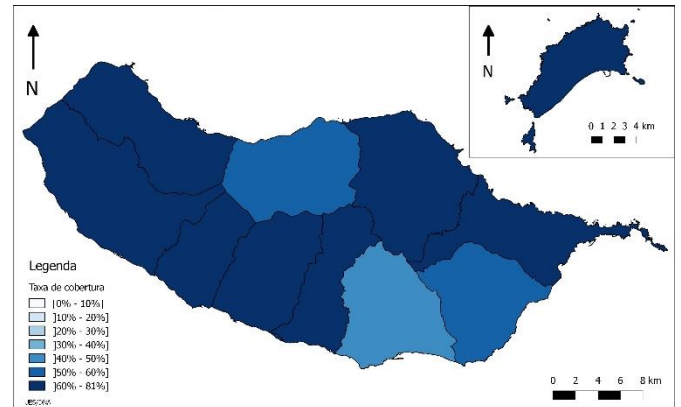 N
N
0 1 2 3 4 km
Legenda
Taxa de cobertura
[0% - 10%]
]10% - 20%]
]20% - 30%]
]30% - 40%]
]40% - 50%]
]50% - 60%]
]60% - 81%]
0 2 4 6 8 km